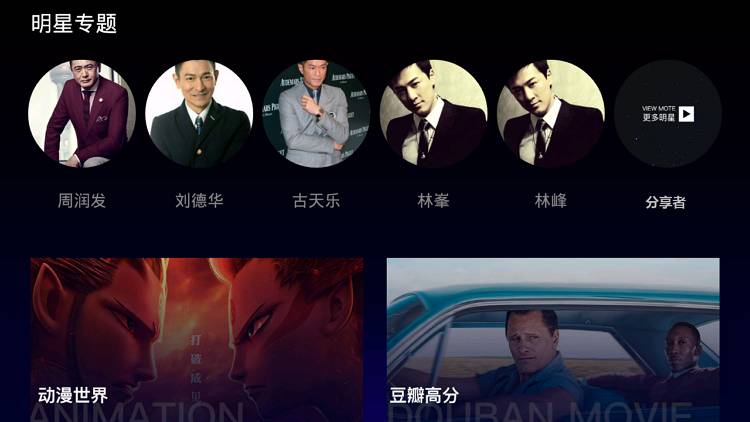 明星专题
VIEW MOTE
更多明星
周润发
刘德华
古天乐
林峯
林峰
分享者
打破成见
动漫世界
ANIMATION
豆瓣高分
DOUBAN MOVIE